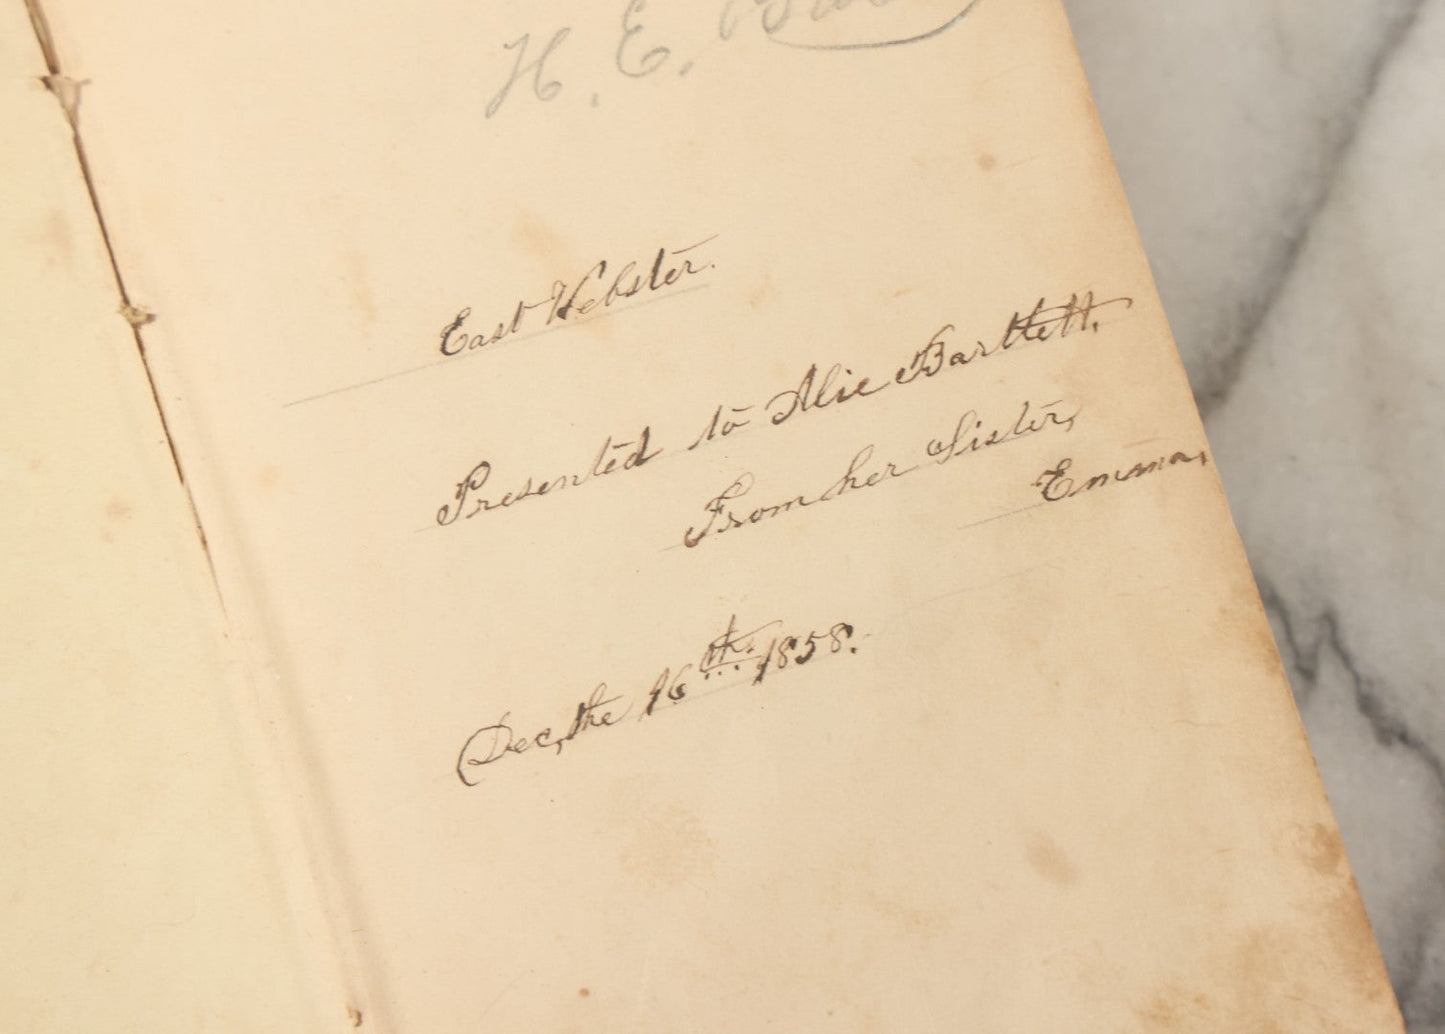 H. E.
East Webster.
Presented to Alie Bartlett.
From her Sister,
Emma,
Dec, the 16th. 1858.